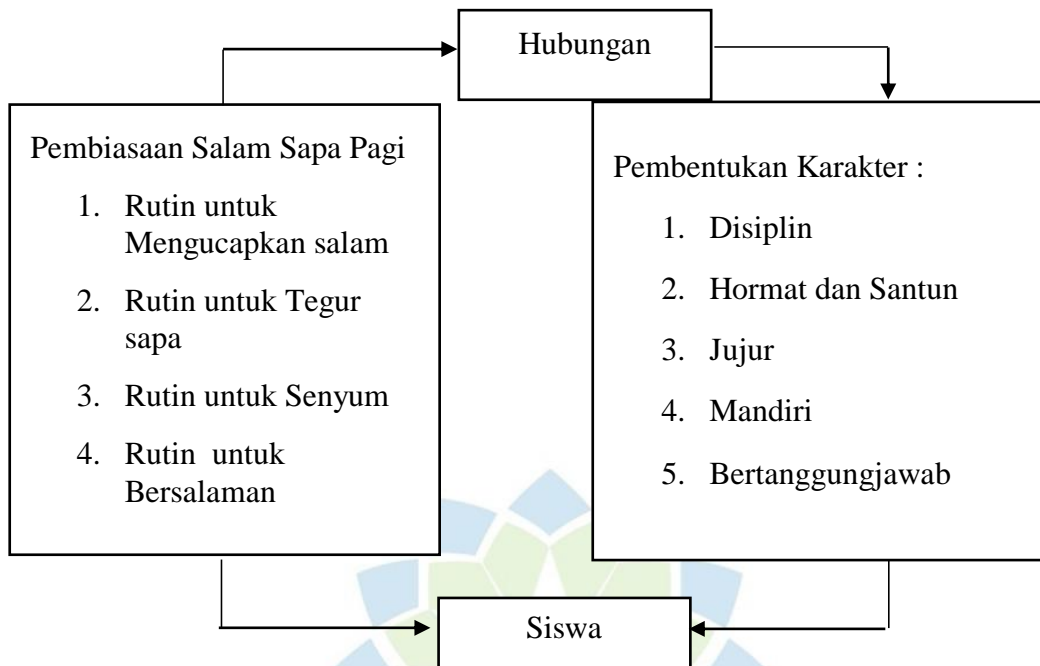 Hubungan
Pembiasaan Salam Sapa Pagi
1. Rutin untuk
Mengucapkan salam
2. Rutin untuk Tegur
sapa
3. Rutin untuk Senyum
4. Rutin untuk
Bersalaman
Pembentukan Karakter :
1. Disiplin
2. Hormat dan Santun
3. Jujur
4. Mandiri
5. Bertanggungjawab
Siswa